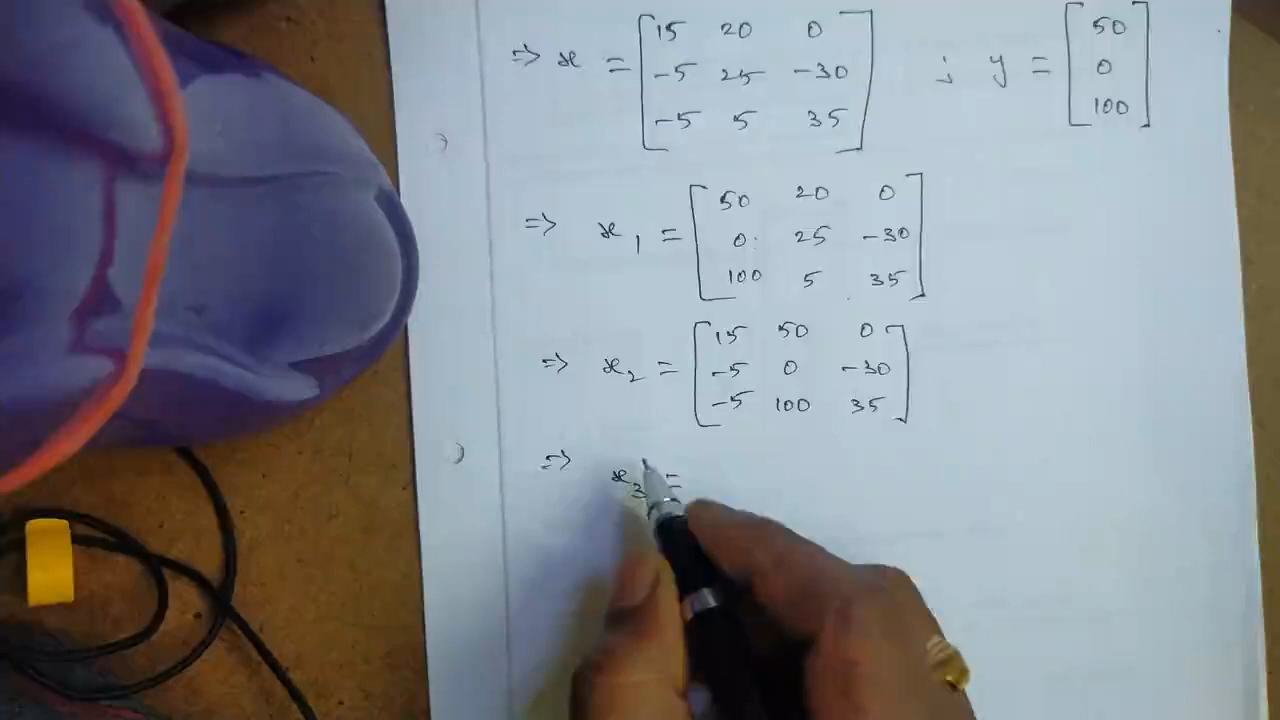 ⇒ x = [15 20 0 ; y = [50
-5 25 -30 0
-5 5 35] 100]
⇒ x₁ = [50 20 0
0 25 -30
100 5 35]
⇒ x₂ = [15 50 0
-5 0 -30
-5 100 35]
⇒ x₃ =